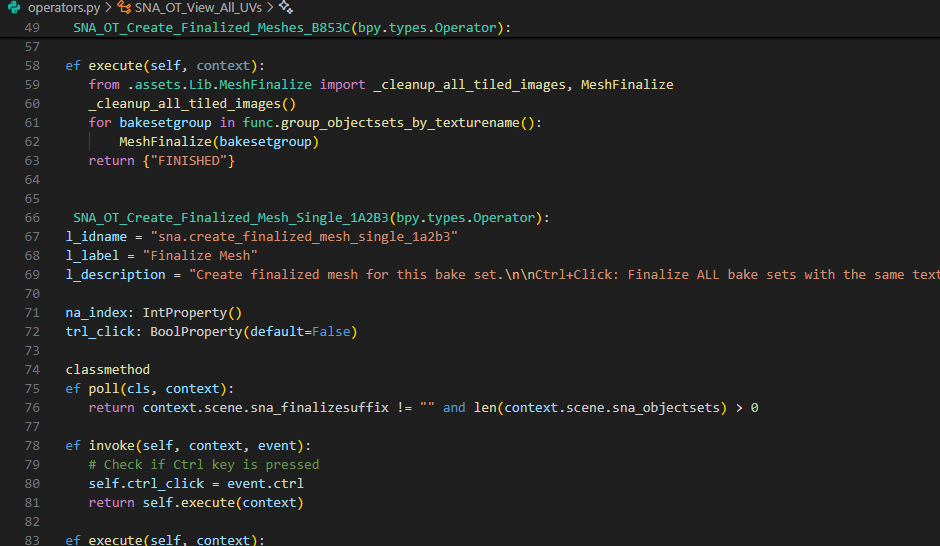 operators.py > SNA_OT_View_All_UVs >
49 SNA_OT_Create_Finalized_Meshes_B853C(bpy.types.Operator):
57
58 ef execute(self, context):
59 from .assets.Lib.MeshFinalize import _cleanup_all_tiled_images, MeshFinalize
60 _cleanup_all_tiled_images()
61 for bakesetgroup in func.group_objectsets_by_texturename():
62 MeshFinalize(bakesetgroup)
63 return {"FINISHED"}
64
65
66 SNA_OT_Create_Finalized_Mesh_Single_1A2B3(bpy.types.Operator):
67 l_idname = "sna.create_finalized_mesh_single_1a2b3"
68 l_label = "Finalize Mesh"
69 l_description = "Create finalized mesh for this bake set.\n\nCtrl+Click: Finalize ALL bake sets with the same text
70
71 na_index: IntProperty()
72 trl_click: BoolProperty(default=False)
73
74 classmethod
75 ef poll(cls, context):
76 return context.scene.sna_finalizesuffix != "" and len(context.scene.sna_objectsets) > 0
77
78 ef invoke(self, context, event):
79 # Check if Ctrl key is pressed
80 self.ctrl_click = event.ctrl
81 return self.execute(context)
82
83 ef execute(self, context):